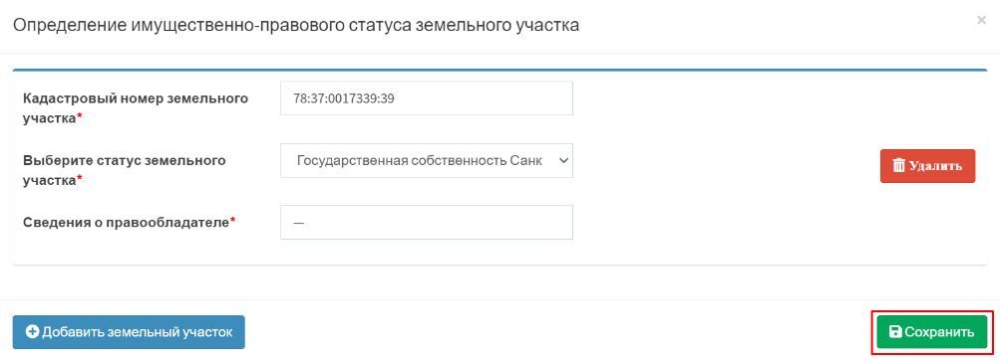 Определение имущественно-правового статуса земельного участка
×
Кадастровый номер земельного
участка*
78:37:0017339:39
Выберите статус земельного
участка*
Государственная собственность Санк
Удалить
Сведения о правообладателе*
—
Добавить земельный участок
Сохранить